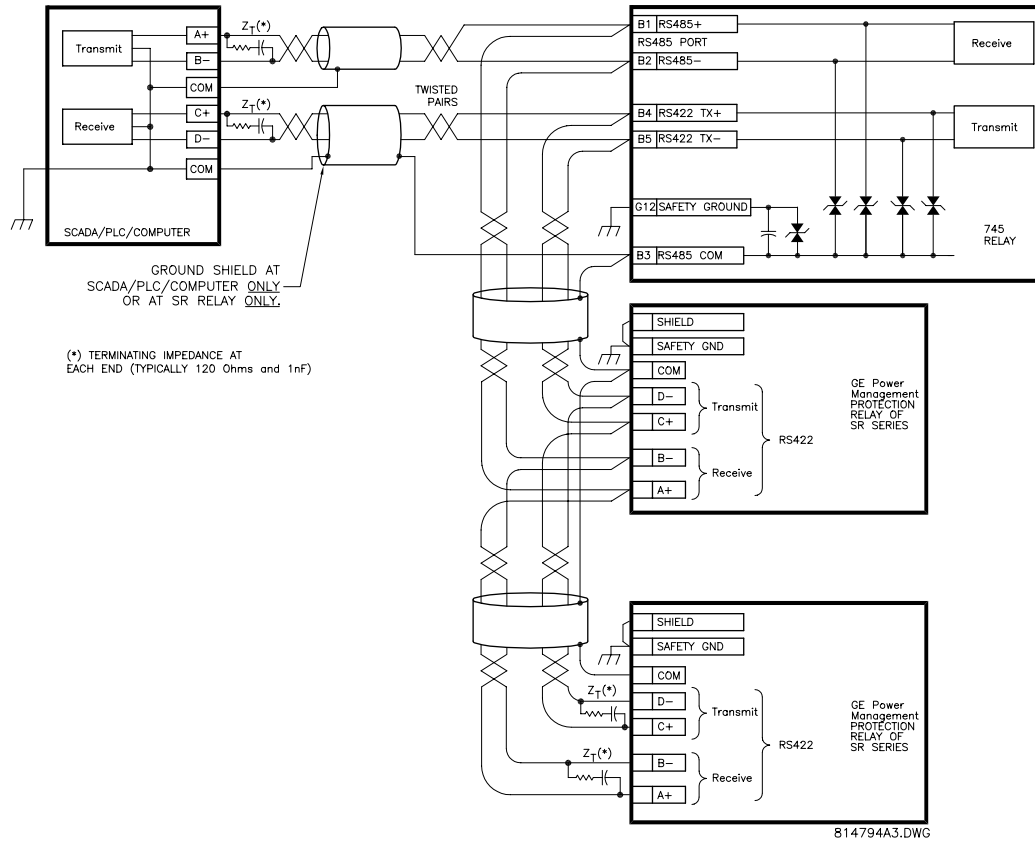 Transmit
A+
B-
COM
Receive
C+
D-
COM
SCADA/PLC/COMPUTER
ZT(*)
ZT(*)
TWISTED
PAIRS
GROUND SHIELD AT
SCADA/PLC/COMPUTER ONLY
OR AT SR RELAY ONLY.
(*) TERMINATING IMPEDANCE AT
EACH END (TYPICALLY 120 Ohms and 1nF)
B1 RS485+
RS485 PORT
B2 RS485-
B4 RS422 TX+
B5 RS422 TX-
G12 SAFETY GROUND
B3 RS485 COM
Receive
Transmit
745
RELAY
SHIELD
SAFETY GND
COM
D-
C+
Transmit
B-
A+
Receive
RS422
GE Power
Management
PROTECTION
RELAY OF
SR SERIES
SHIELD
SAFETY GND
COM
ZT(*)
D-
C+
Transmit
ZT(*)
B-
A+
Receive
RS422
GE Power
Management
PROTECTION
RELAY OF
SR SERIES
814794A3.DWG